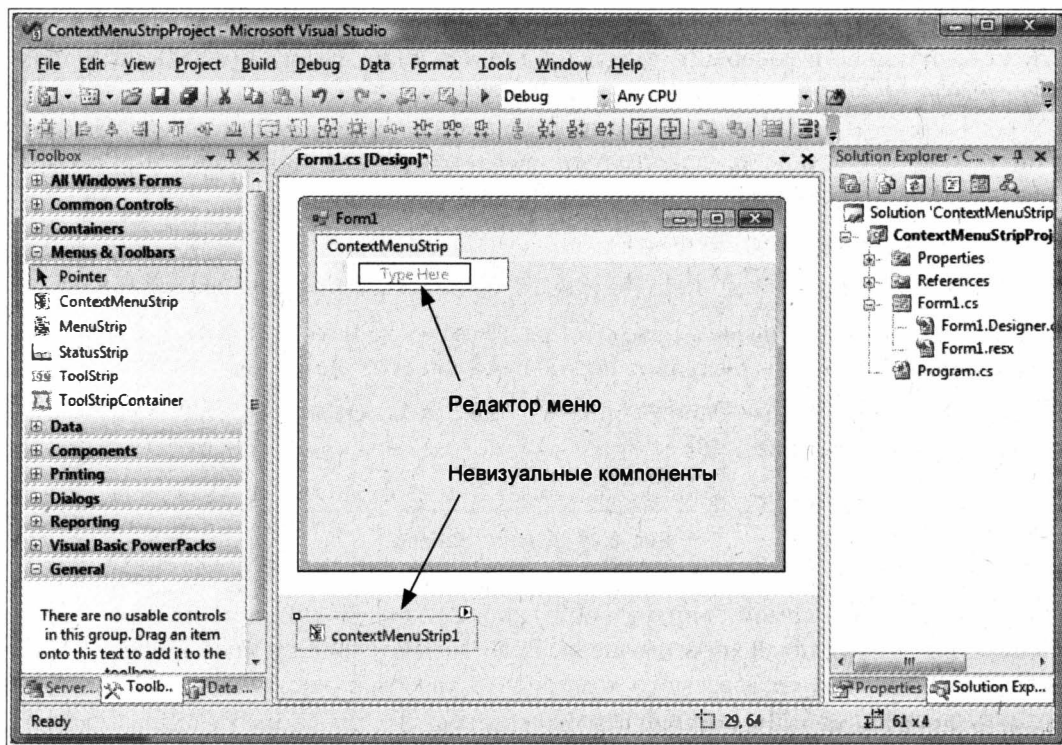 ContextMenuStripProject - Microsoft Visual Studio
File Edit View Project Build Debug Data Format Tools Window Help
Debug Any CPU
Toolbox
All Windows Forms
Common Controls
Containers
Menus & Toolbars
Pointer
ContextMenuStrip
MenuStrip
StatusStrip
ToolStrip
ToolStripContainer
Data
Components
Printing
Dialogs
Reporting
Visual Basic PowerPacks
General
There are no usable controls
in this group. Drag an item
onto this text to add it to the
toolbox
Server... Toolb.. Data ...
Form1.cs [Design]*
Form1
ContextMenuStrip
Type Here
Редактор меню
Невизуальные компоненты
contextMenuStrip1
Solution Explorer - C...
Solution 'ContextMenuStrip
ContextMenuStripProj
Properties
References
Form1.cs
Form1.Designer.c
Form1.resx
Program.cs
Properties Solution Exp...
Ready 29, 64 61 x 4